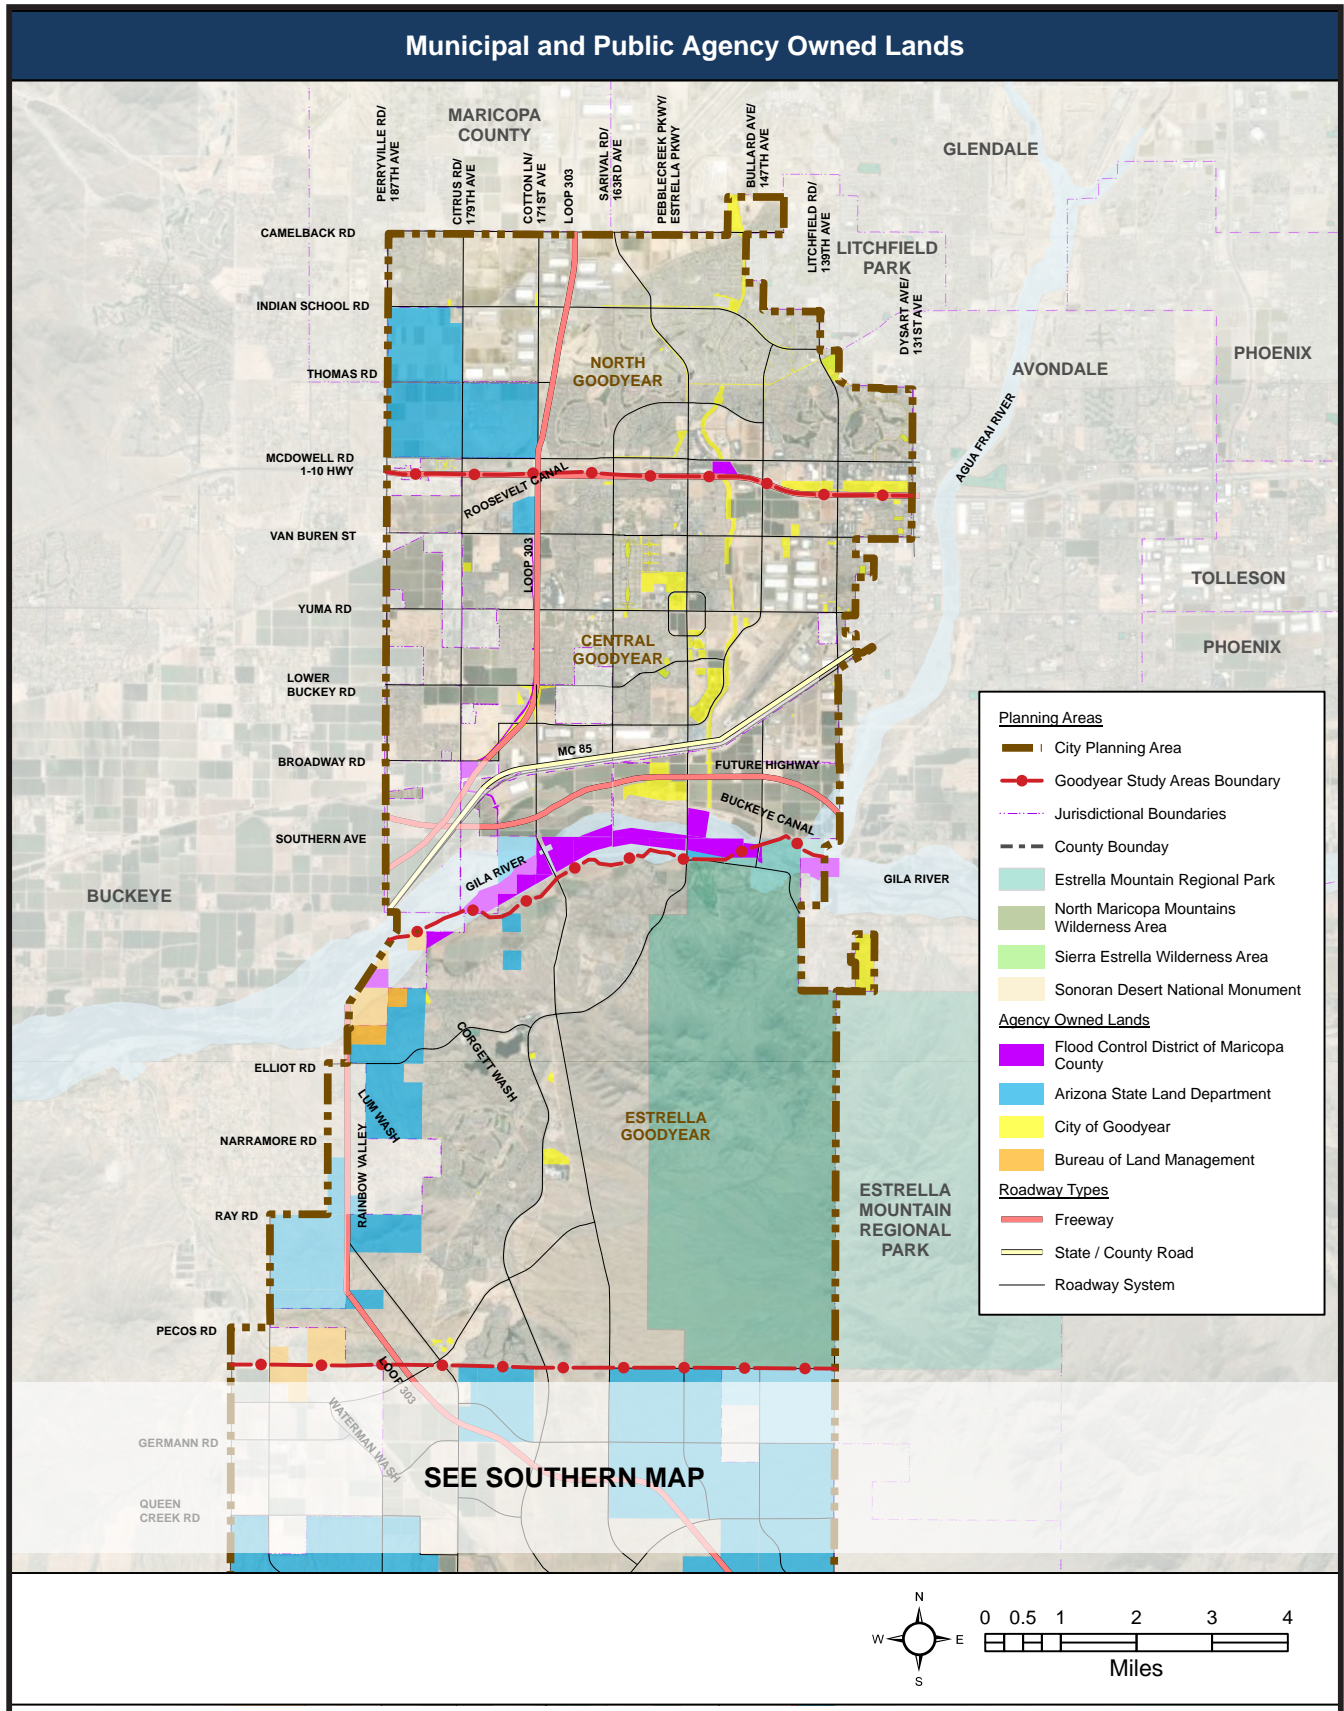 Municipal and Public Agency Owned Lands
MARICOPA
COUNTY
PERRYVILLE RD/
187TH AVE
CITRUS RD/
179TH AVE
COTTON LN/
171ST AVE
LOOP 303
SARIVAL RD/
163RD AVE
PEBBLECREEK PKWY/
ESTRELLA PKWY
BULLARD AVE/
147TH AVE
LITCHFIELD RD/
139TH AVE
DYSART AVE/
131ST AVE
GLENDALE
LITCHFIELD
PARK
CAMELBACK RD
INDIAN SCHOOL RD
THOMAS RD
NORTH
GOODYEAR
AVONDALE
PHOENIX
AGUA FRAI RIVER
MCDOWELL RD
1-10 HWY
ROOSEVELT CANAL
VAN BUREN ST
LOOP 303
TOLLESON
YUMA RD
CENTRAL
GOODYEAR
PHOENIX
LOWER
BUCKEY RD
MC 85
BROADWAY RD
FUTURE HIGHWAY
BUCKEYE CANAL
SOUTHERN AVE
GILA RIVER
GILA RIVER
BUCKEYE
CORGETT WASH
ELLIOT RD
LUM WASH
ESTRELLA
GOODYEAR
NARRAMORE RD
RAINBOW VALLEY
ESTRELLA
MOUNTAIN
REGIONAL
PARK
RAY RD
PECOS RD
LOOP 303
WATERMAN WASH
GERMANN RD
SEE SOUTHERN MAP
QUEEN
CREEK RD
Planning Areas
City Planning Area
Goodyear Study Areas Boundary
Jurisdictional Boundaries
County Bounday
Estrella Mountain Regional Park
North Maricopa Mountains
Wilderness Area
Sierra Estrella Wilderness Area
Sonoran Desert National Monument
Agency Owned Lands
Flood Control District of Maricopa
County
Arizona State Land Department
City of Goodyear
Bureau of Land Management
Roadway Types
Freeway
State / County Road
Roadway System
N
W E
S
0 0.5 1 2 3 4
Miles